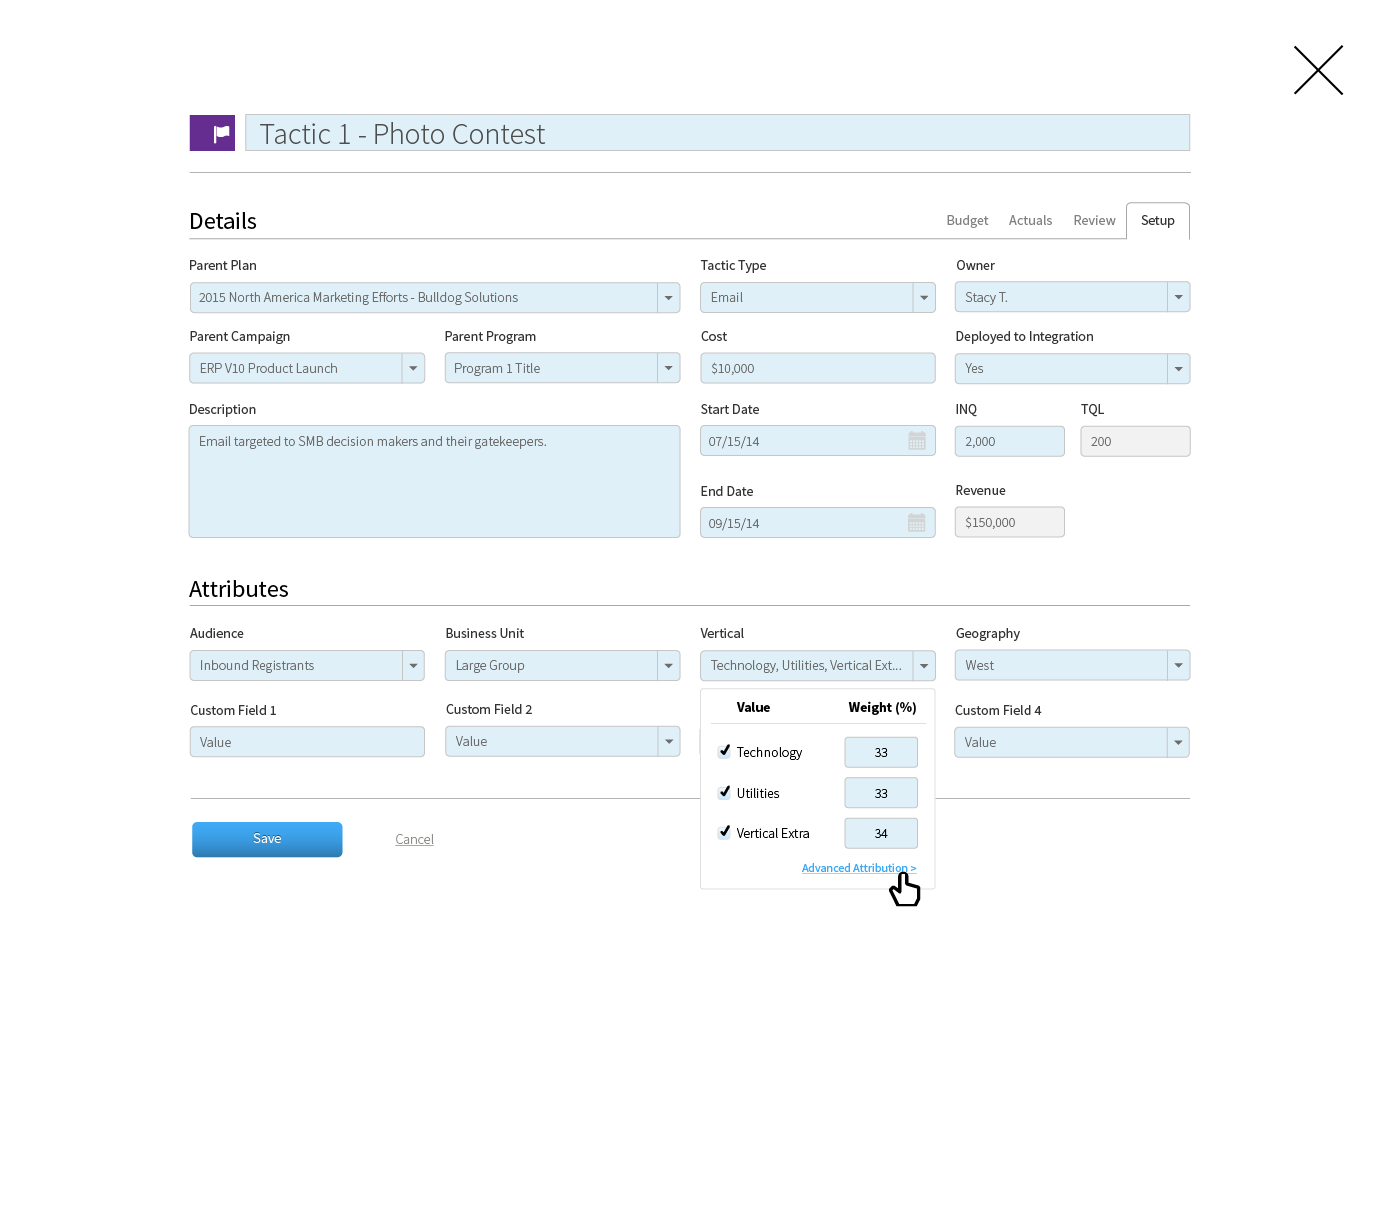 Tactic 1 - Photo Contest
Details
Budget
Actuals
Review
Setup
Parent Plan
Tactic Type
Owner
2015 North America Marketing Efforts - Bulldog Solutions
Email
Stacy T.
Parent Campaign
Parent Program
Cost
Deployed to Integration
ERP V10 Product Launch
Program 1 Title
$10,000
Yes
Description
Start Date
INQ
TQL
Email targeted to SMB decision makers and their gatekeepers.
07/15/14
2,000
200
End Date
Revenue
09/15/14
$150,000
Attributes
Audience
Business Unit
Vertical
Geography
Inbound Registrants
Large Group
Technology, Utilities, Vertical Ext...
West
Custom Field 1
Custom Field 2
Custom Field 4
Value
Value
Value
Value
Weight (%)
Technology
33
Utilities
33
Vertical Extra
34
Advanced Attribution >
Save
Cancel